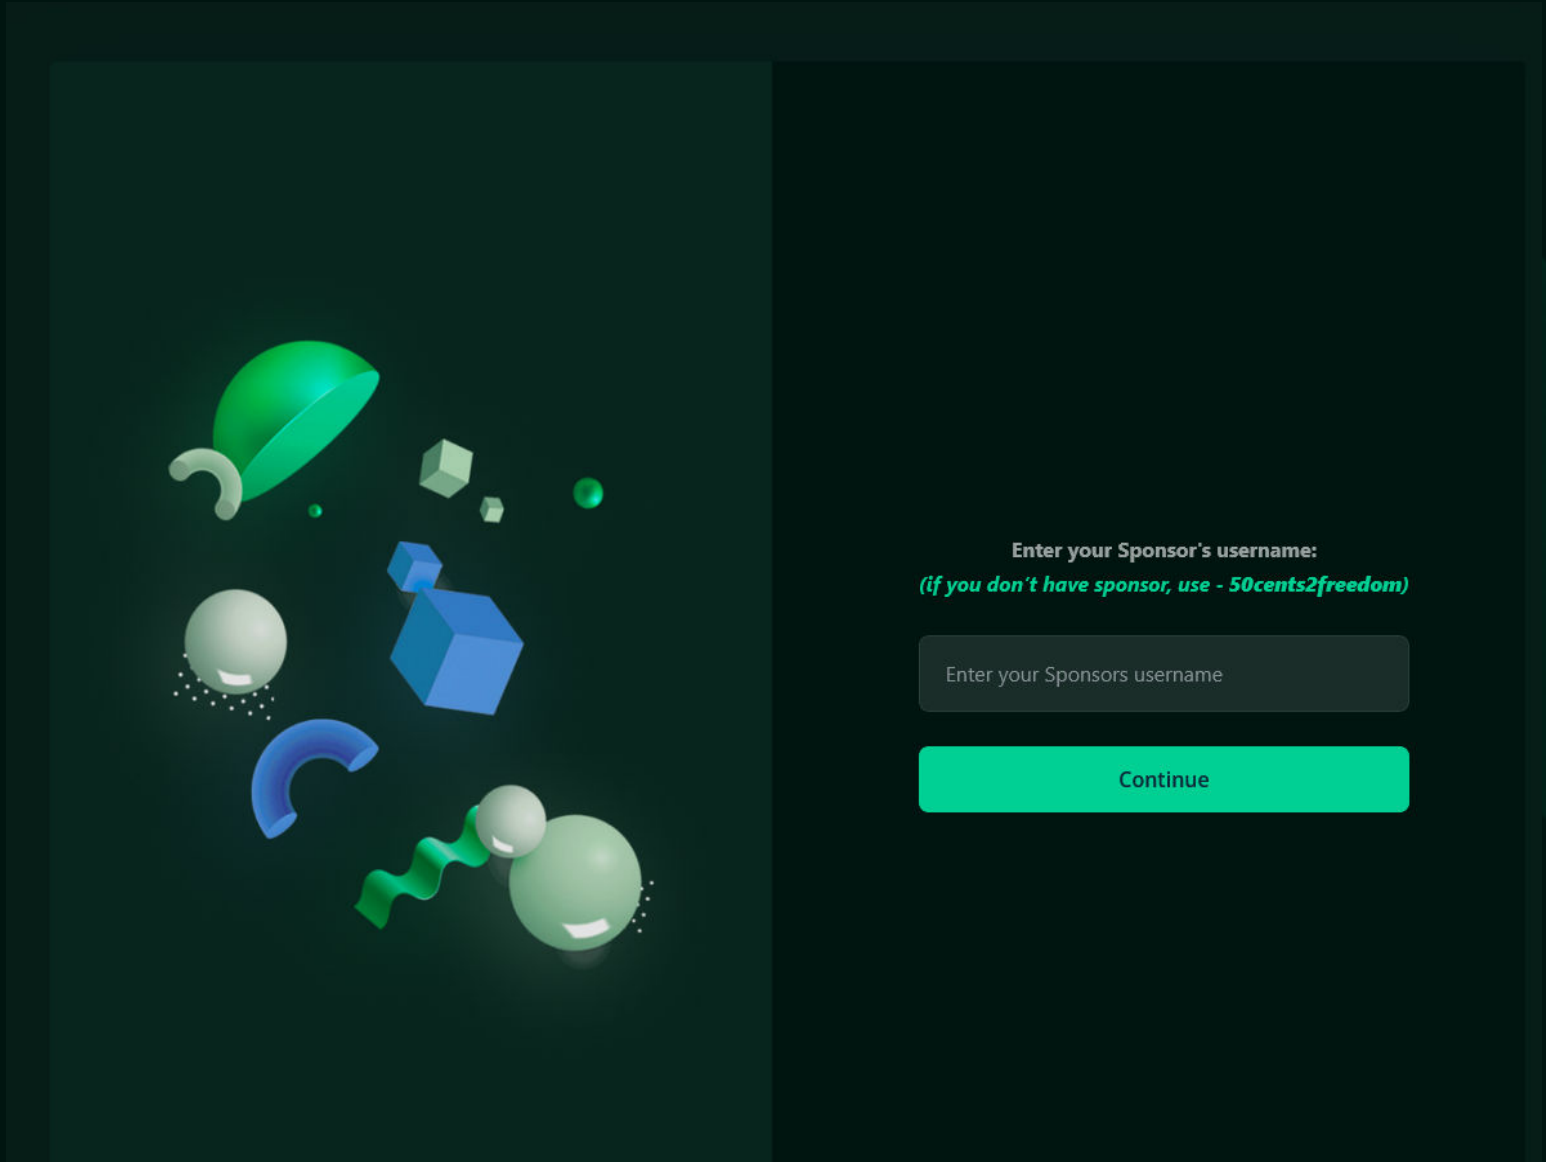 Enter your Sponsor's username:
(if you don't have sponsor, use - 50cents2freedom)
Enter your Sponsors username
Continue